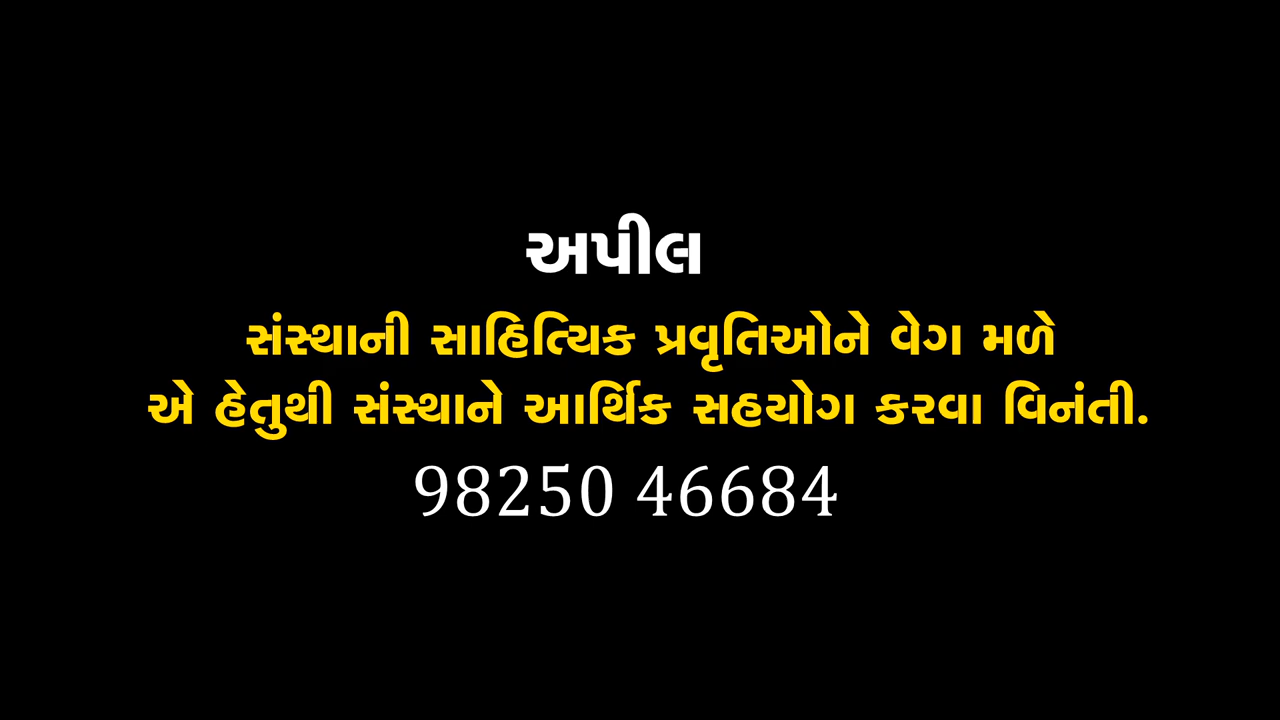 અપીલ
સંસ્થાની સાહિત્યિક પ્રવૃતિઓને વેગ મળે
એ હેતુથી સંસ્થાને આર્થિક સહયોગ કરવા વિનંતી.
98250 46684